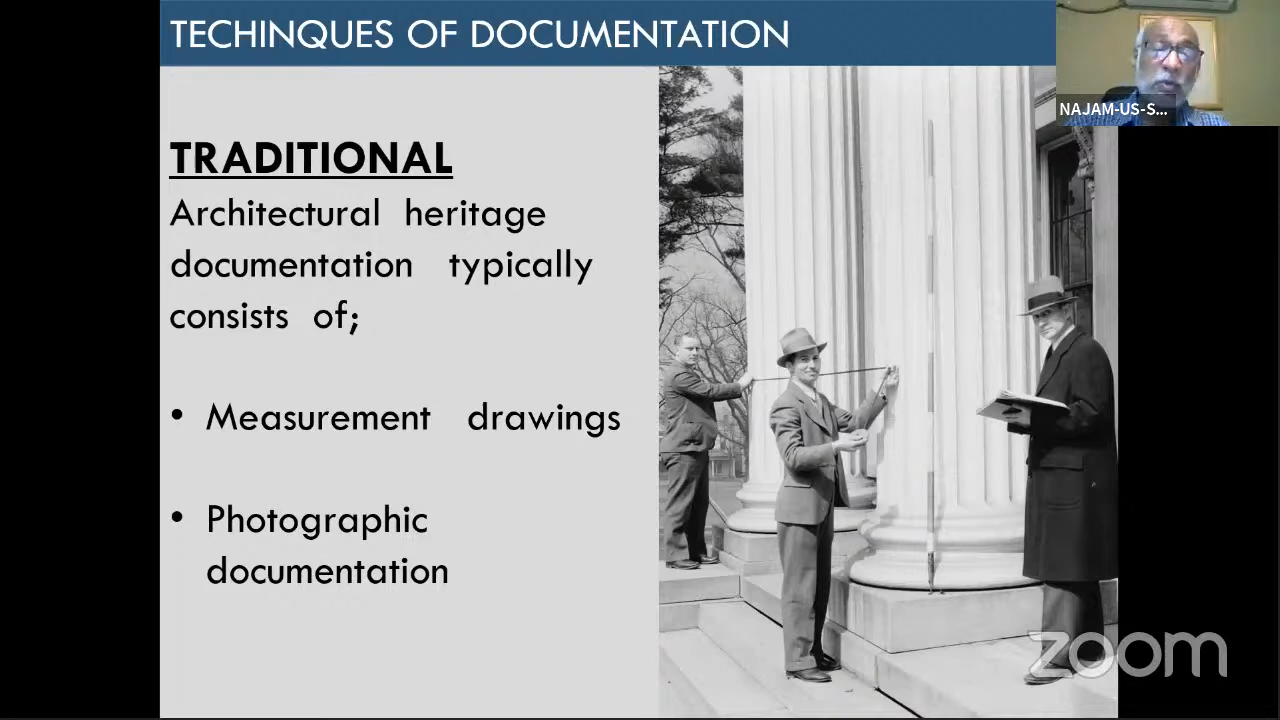 TECHINQUES OF DOCUMENTATION
NAJAM-US-S...
TRADITIONAL
Architectural heritage
documentation typically
consists of;
• Measurement drawings
• Photographic
documentation
zoom